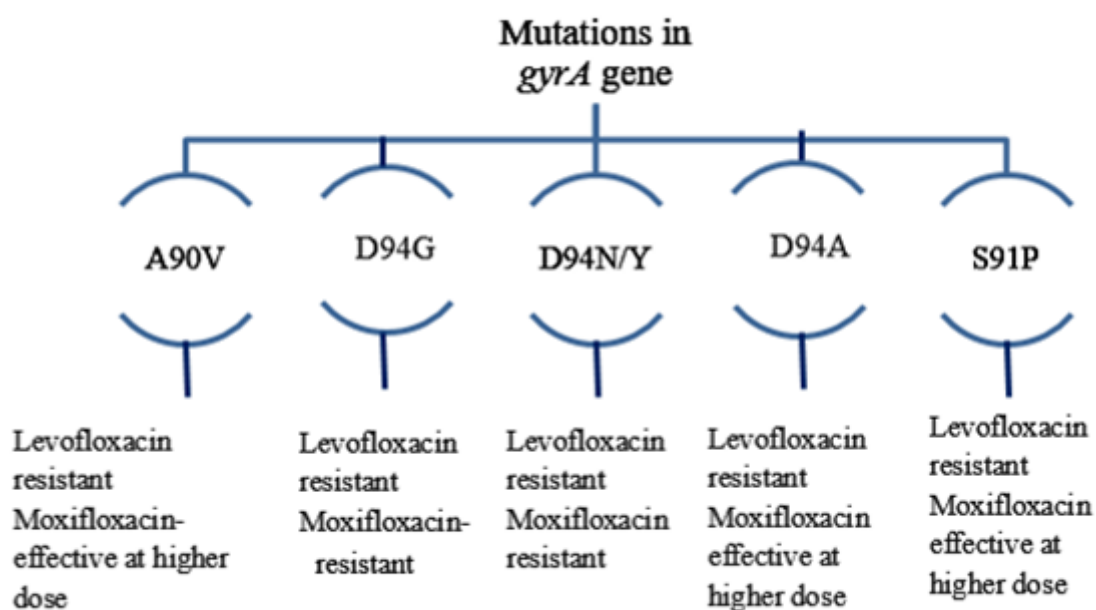 Mutations in
gyrA gene
A90V
D94G
D94N/Y
D94A
S91P
Levofloxacin
resistant
Moxifloxacin-
effective at higher
dose
Levofloxacin
resistant
Moxifloxacin-
resistant
Levofloxacin
resistant
Moxifloxacin
resistant
Levofloxacin
resistant
Moxifloxacin
effective at
higher dose
Levofloxacin
resistant
Moxifloxacin
effective at
higher dose